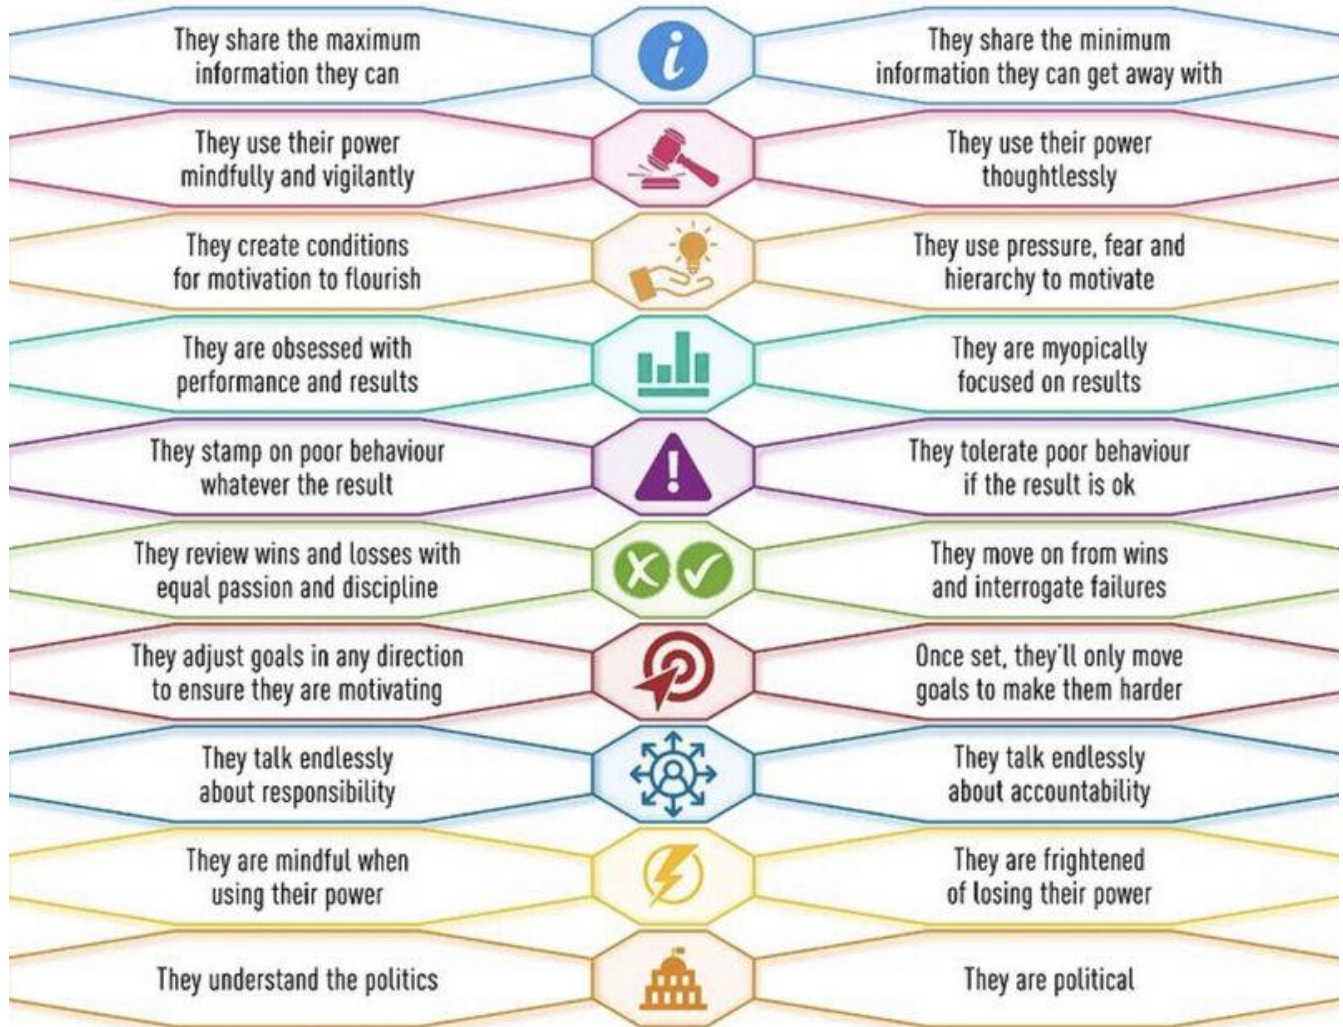 They share the maximum
information they can
They share the minimum
information they can get away with
They use their power
mindfully and vigilantly
They use their power
thoughtlessly
They create conditions
for motivation to flourish
They use pressure, fear and
hierarchy to motivate
They are obsessed with
performance and results
They are myopically
focused on results
They stamp on poor behaviour
whatever the result
They tolerate poor behaviour
if the result is ok
They review wins and losses with
equal passion and discipline
They move on from wins
and interrogate failures
They adjust goals in any direction
to ensure they are motivating
Once set, they'll only move
goals to make them harder
They talk endlessly
about responsibility
They talk endlessly
about accountability
They are mindful when
using their power
They are frightened
of losing their power
They understand the politics
They are political